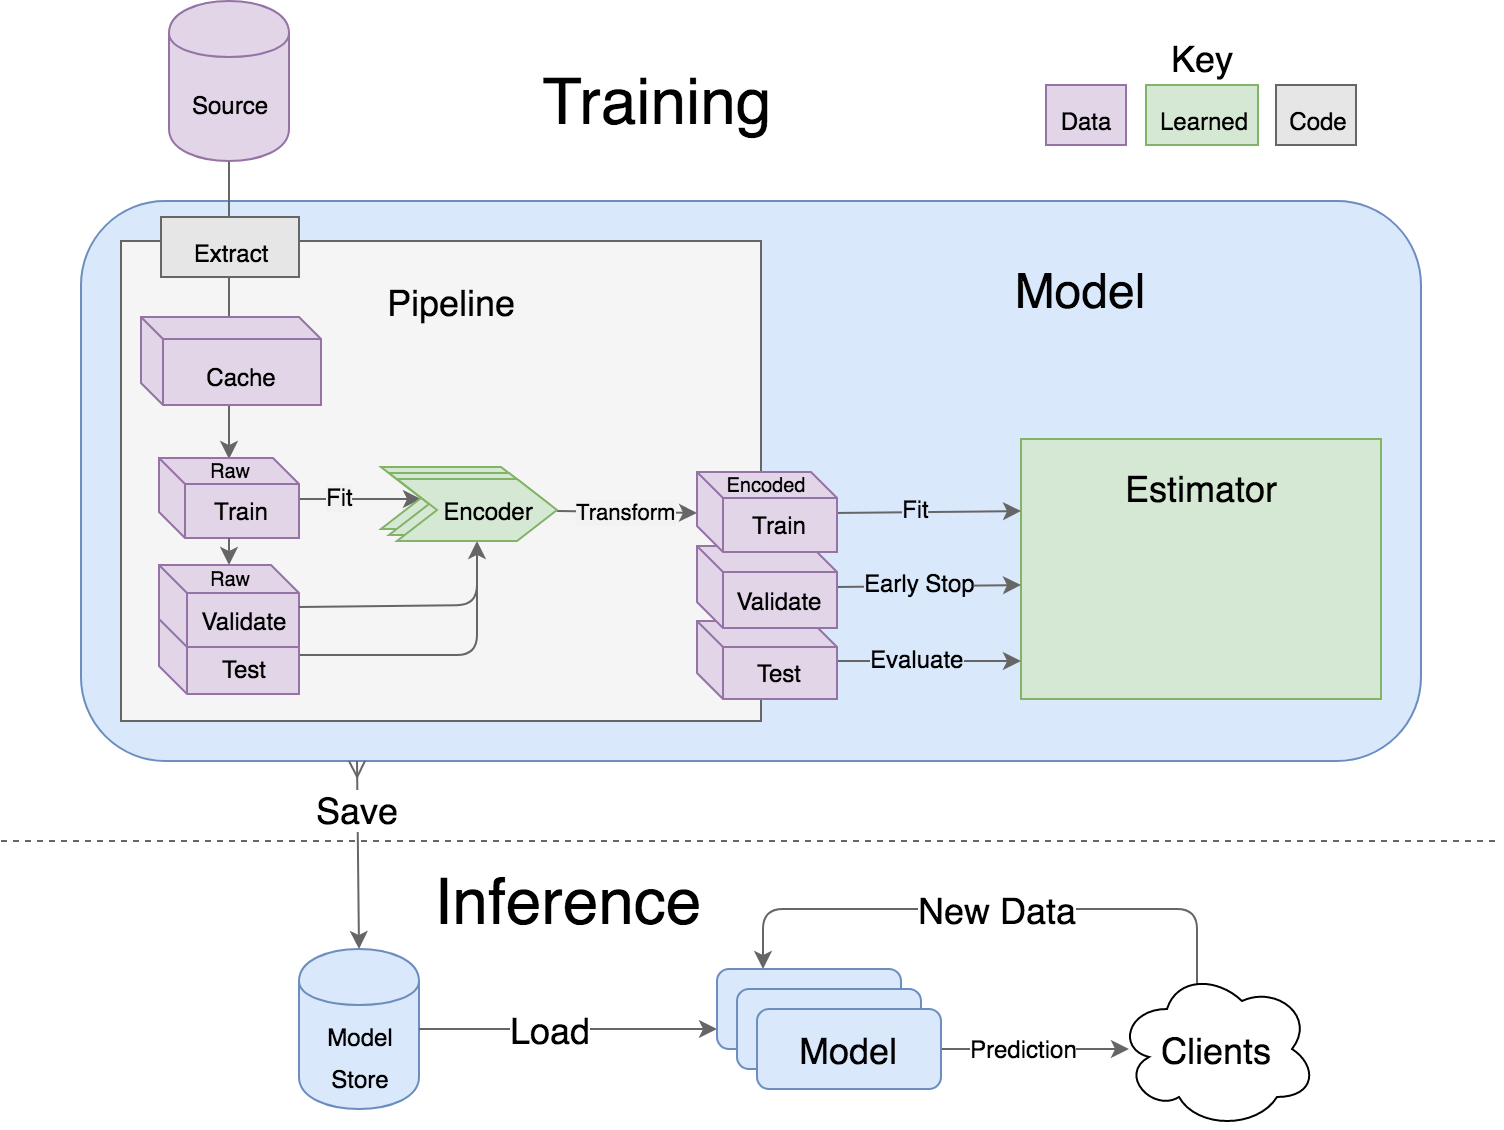 Source
Training
Key
Data
Learned
Code
Extract
Pipeline
Model
Cache
Raw
Train
Fit
Encoder
Transform
Encoded
Train
Fit
Estimator
Raw
Validate
Test
Validate
Early Stop
Test
Evaluate
Save
Inference
New Data
Model
Store
Load
Model
Prediction
Clients